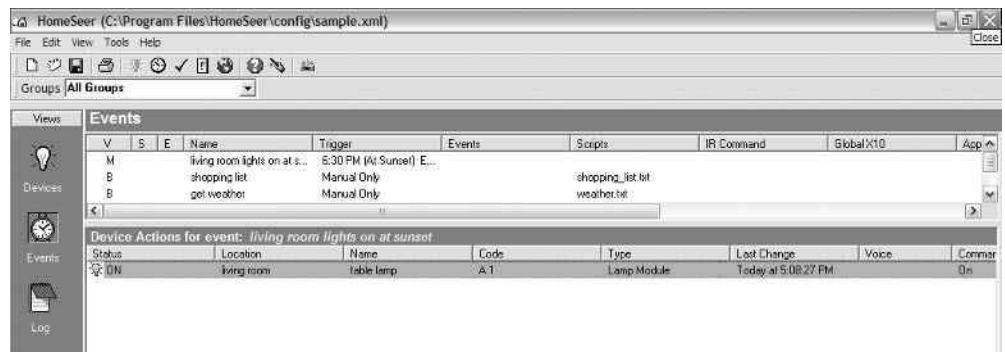 HomeSeer (C:\Program Files\HomeSeer\config\sample.xml)
Close
File Edit View Tools Help
Groups All Groups
Views Events
V S E Name Trigger Events Scripts IR Command Global X10 App
M living room lights on at s... 6:30 PM (At Sunset) E...
B shopping list Manual Only shopping_list.txt
B get weather Manual Only weather.txt
Devices
Device Actions for event: living room lights on at sunset
Status Location Name Code Type Last Change Voice Commar
ON living room table lamp A1 Lamp Module Today at 5:08:27 PM On
Events
Log